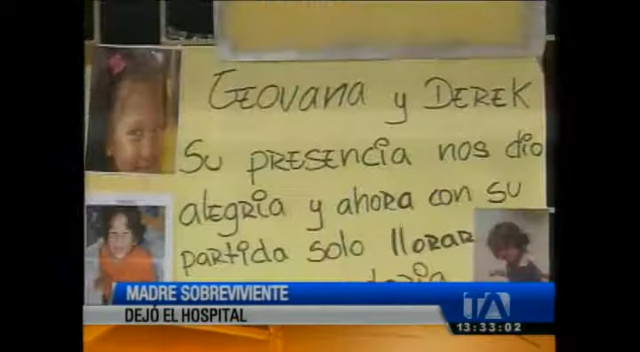 GEOVANA y DEREK
Su PRESENCIA nos dio
alegría y ahora con su
partida solo llorar
MADRE SOBREVIVIENTE
DEJÓ EL HOSPITAL
TA
13:33:02